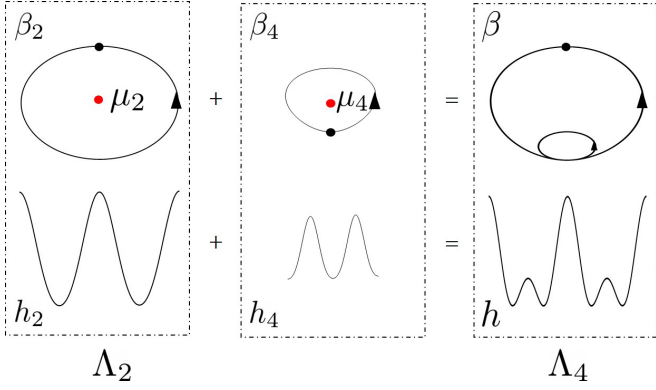 β₂
β₄
β
μ₂ + μ₄ =
+ =
h₂
h₄
h
Λ₂
Λ₄